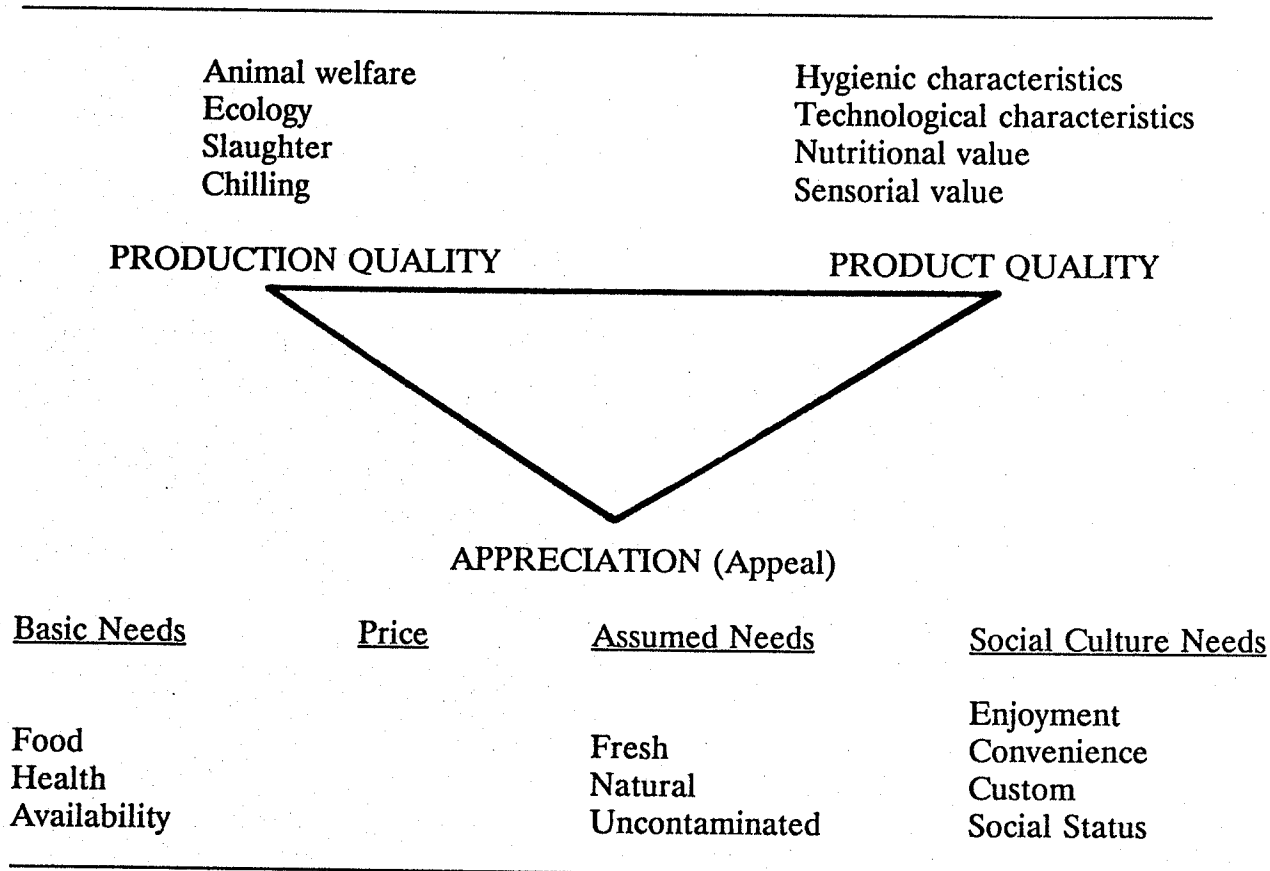 Animal welfare
Ecology
Slaughter
Chilling
Hygienic characteristics
Technological characteristics
Nutritional value
Sensorial value
PRODUCTION QUALITY
PRODUCT QUALITY
APPRECIATION (Appeal)
Basic Needs
Price
Assumed Needs
Social Culture Needs
Food
Health
Availability
Fresh
Natural
Uncontaminated
Enjoyment
Convenience
Custom
Social Status